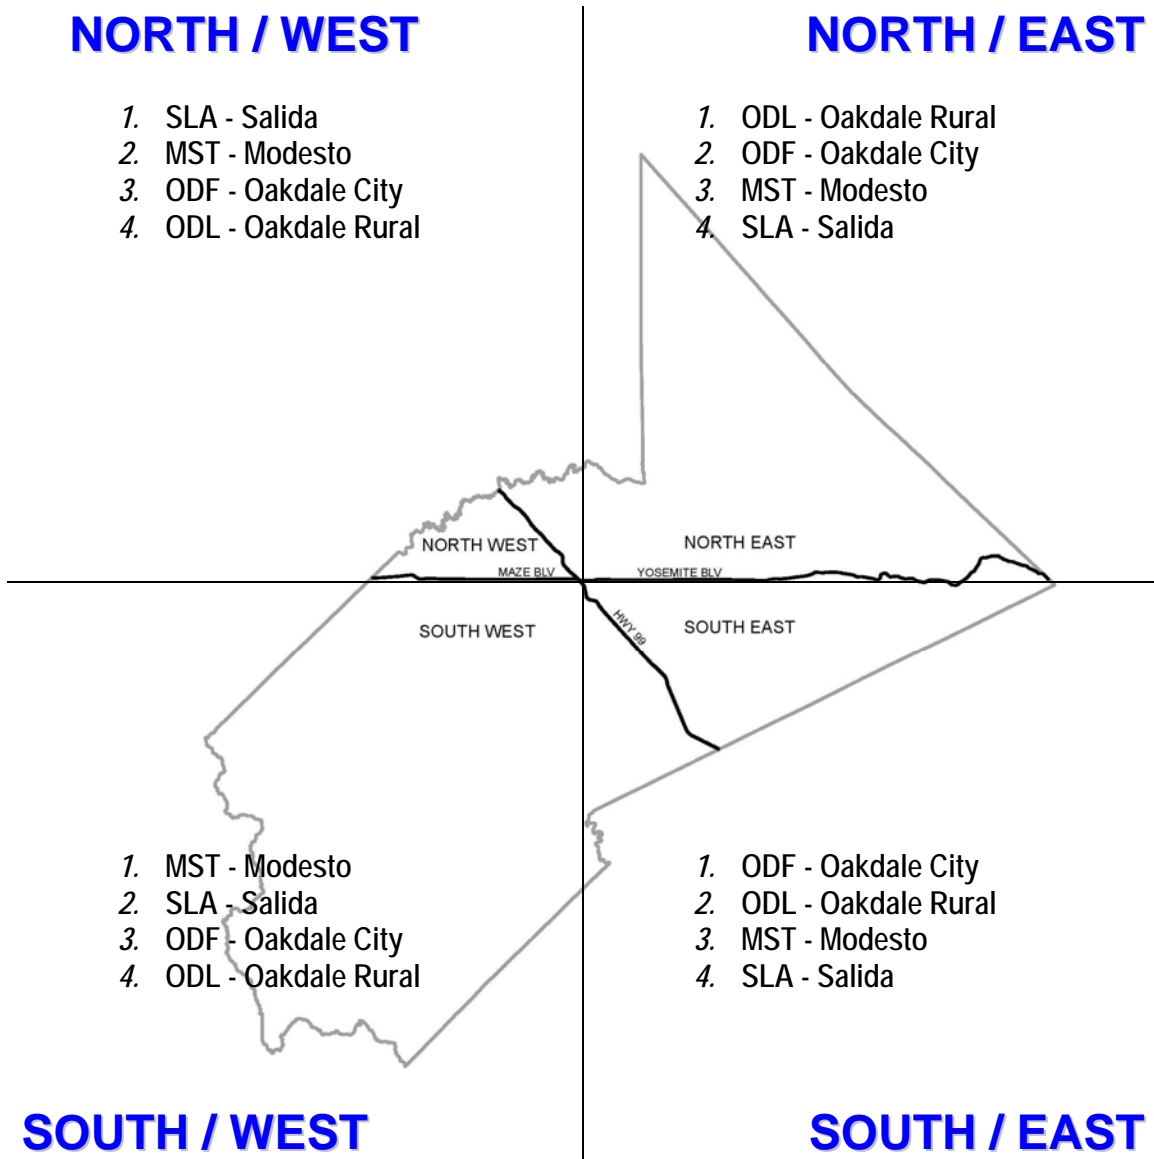 NORTH / WEST
1. SLA - Salida
2. MST - Modesto
3. ODF - Oakdale City
4. ODL - Oakdale Rural
NORTH / EAST
1. ODL - Oakdale Rural
2. ODF - Oakdale City
3. MST - Modesto
4. SLA - Salida
NORTH WEST
NORTH EAST
MAZE BLV
YOSEMITE BLV
HWY 99
SOUTH WEST
SOUTH EAST
1. MST - Modesto
2. SLA - Salida
3. ODF - Oakdale City
4. ODL - Oakdale Rural
SOUTH / WEST
1. ODF - Oakdale City
2. ODL - Oakdale Rural
3. MST - Modesto
4. SLA - Salida
SOUTH / EAST